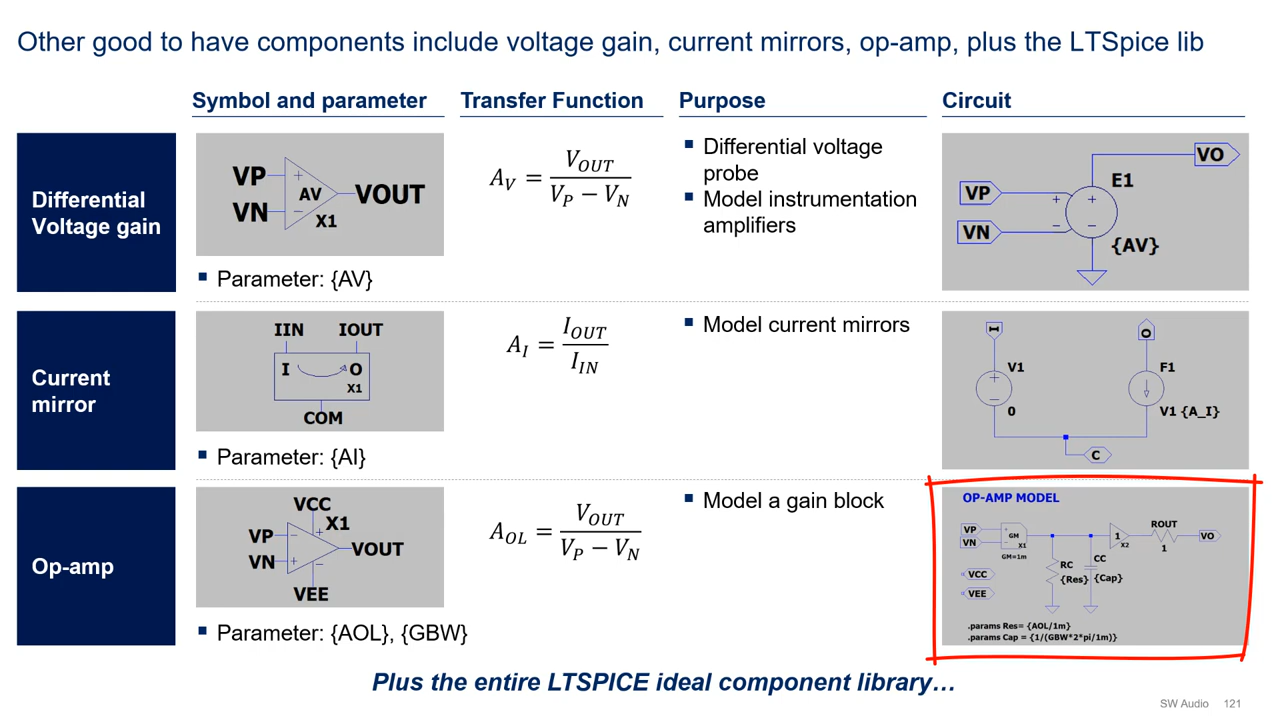 Other good to have components include voltage gain, current mirrors, op-amp, plus the LTSpice lib
Symbol and parameter
Transfer Function
Purpose
Circuit
Differential
Voltage gain
VP
VN
+
−
AV
X1
VOUT
▪ Parameter: {AV}
A_V = V_OUT / (V_P − V_N)
▪ Differential voltage
probe
▪ Model instrumentation
amplifiers
VO
E1
VP
VN
+
−
+
−
{AV}
Current
mirror
IIN
IOUT
I
O
X1
COM
▪ Parameter: {AI}
A_I = I_OUT / I_IN
▪ Model current mirrors
I
O
V1
F1
+
−
0
V1 {A_I}
C
Op-amp
VCC
X1
VP
VN
−
+
+
−
VOUT
VEE
▪ Parameter: {AOL}, {GBW}
A_OL = V_OUT / (V_P − V_N)
▪ Model a gain block
OP-AMP MODEL
VP
VN
+
−
GM
X1
GM=1m
1
X2
ROUT
1
VO
RC
{Res}
CC
{Cap}
VCC
VEE
.params Res= {AOL/1m}
.params Cap = {1/(GBW*2*pi/1m)}
Plus the entire LTSPICE ideal component library…
SW Audio 121